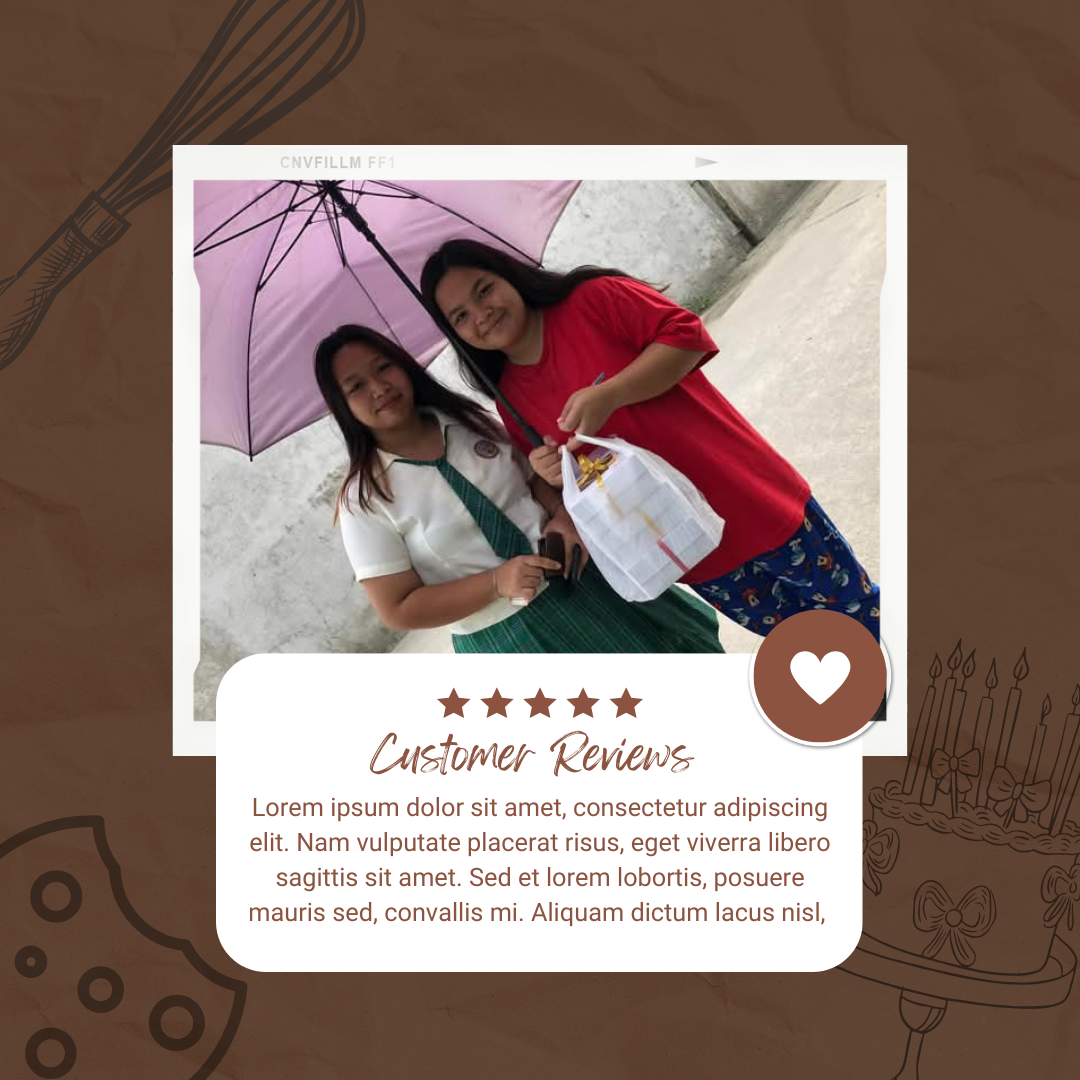 CNVFILLM FF1
Customer Reviews
Lorem ipsum dolor sit amet, consectetur adipiscing
elit. Nam vulputate placerat risus, eget viverra libero
sagittis sit amet. Sed et lorem lobortis, posuere
mauris sed, convallis mi. Aliquam dictum lacus nisl,